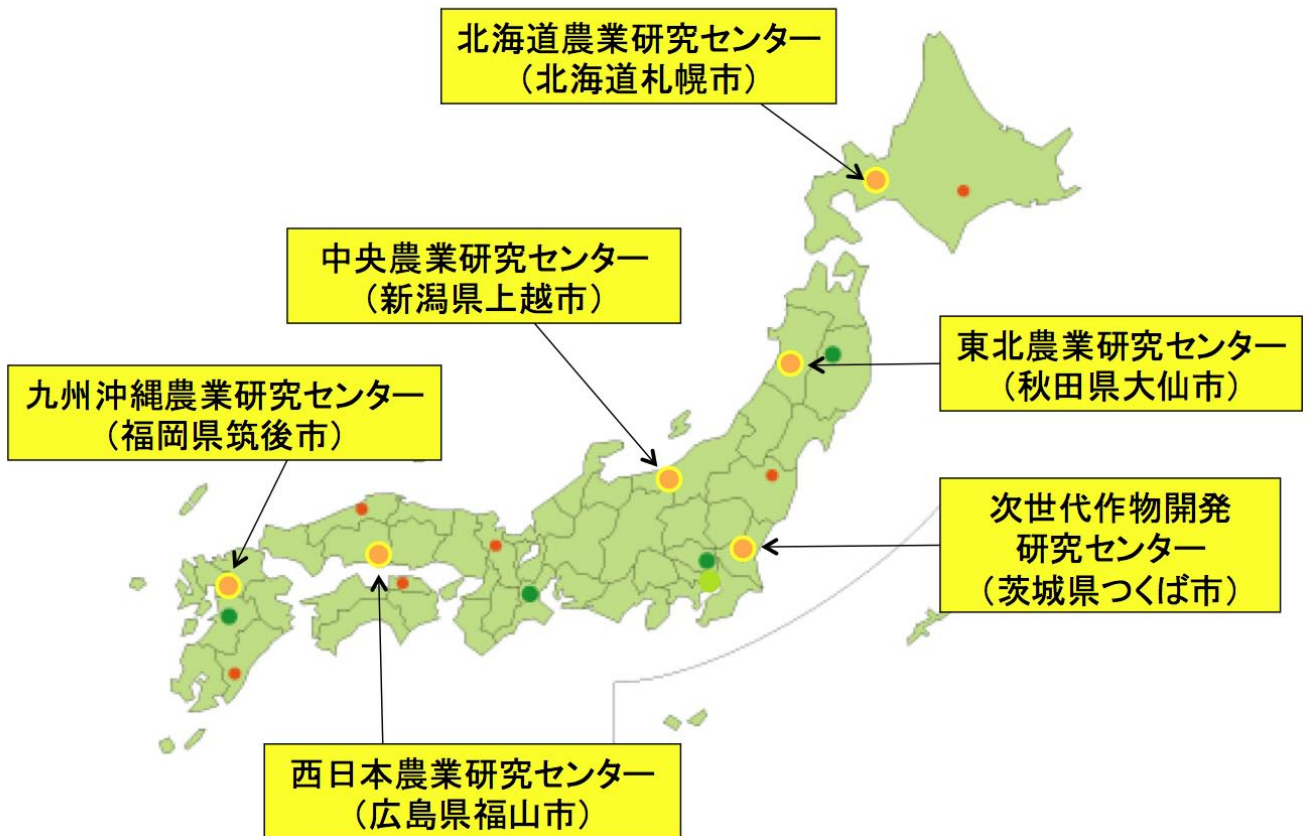 北海道農業研究センター
（北海道札幌市）
中央農業研究センター
（新潟県上越市）
東北農業研究センター
（秋田県大仙市）
九州沖縄農業研究センター
（福岡県筑後市）
次世代作物開発
研究センター
（茨城県つくば市）
西日本農業研究センター
（広島県福山市）